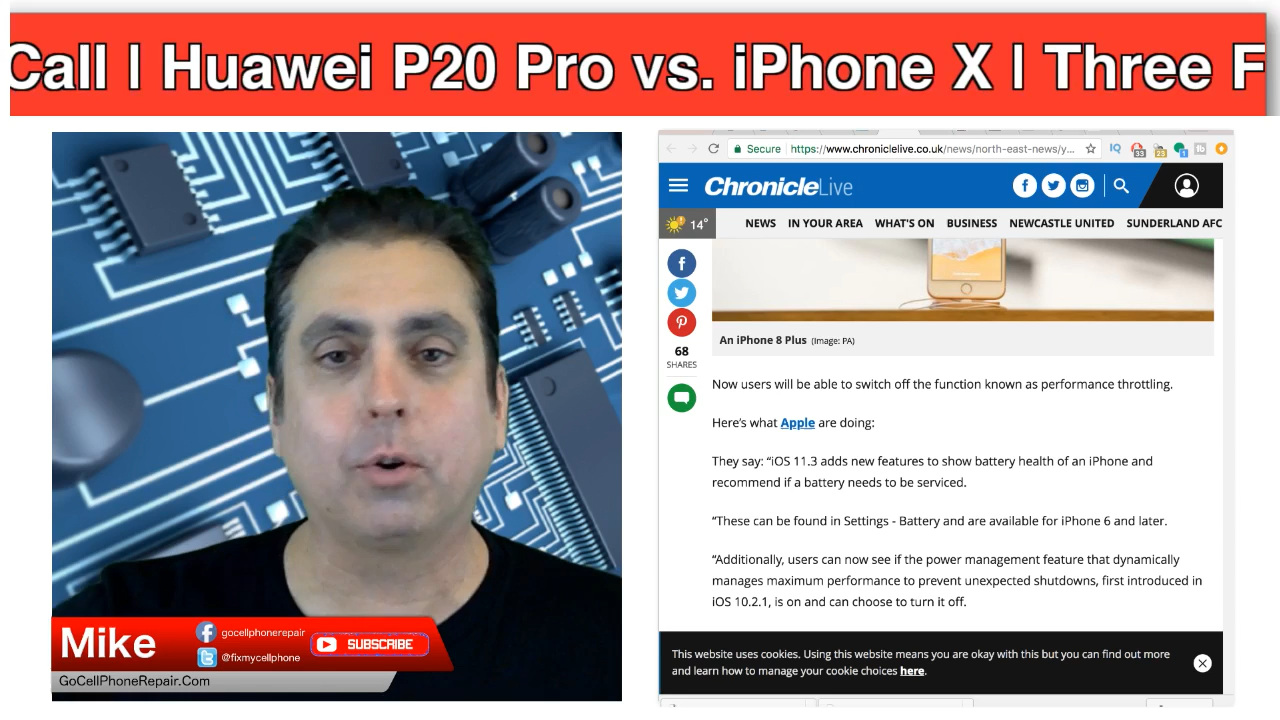 Call | Huawei P20 Pro vs. iPhone X | Three F
Mike
gocellphonerepair
@fixmycellphone
SUBSCRIBE
GoCellPhoneRepair.Com
Secure https://www.chroniclelive.co.uk/news/north-east-news/y...
IQ
33
23
1
ChronicleLive
14°
NEWS IN YOUR AREA WHAT'S ON BUSINESS NEWCASTLE UNITED SUNDERLAND AFC
68
SHARES
An iPhone 8 Plus (Image: PA)
Now users will be able to switch off the function known as performance throttling.
Here's what Apple are doing:
They say: “iOS 11.3 adds new features to show battery health of an iPhone and
recommend if a battery needs to be serviced.
“These can be found in Settings - Battery and are available for iPhone 6 and later.
“Additionally, users can now see if the power management feature that dynamically
manages maximum performance to prevent unexpected shutdowns, first introduced in
iOS 10.2.1, is on and can choose to turn it off.
This website uses cookies. Using this website means you are okay with this but you can find out more
and learn how to manage your cookie choices here.